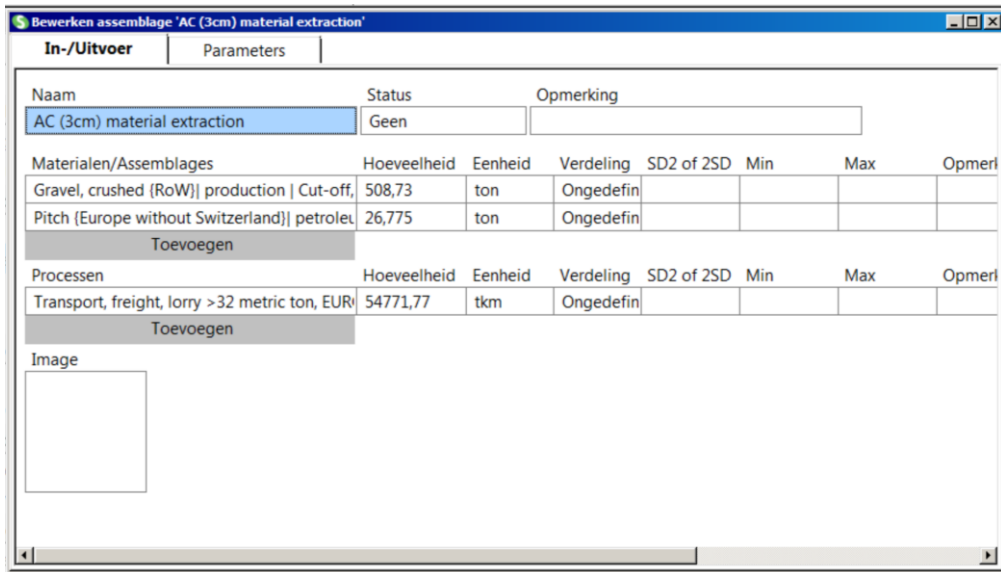 Bewerken assemblage 'AC (3cm) material extraction'
In-/Uitvoer Parameters
Naam Status Opmerking
AC (3cm) material extraction Geen
Materialen/Assemblages Hoeveelheid Eenheid Verdeling SD2 of 2SD Min Max Opmerk
Gravel, crushed {RoW}| production | Cut-off, 508,73 ton Ongedefin
Pitch {Europe without Switzerland}| petroleu 26,775 ton Ongedefin
Toevoegen
Processen Hoeveelheid Eenheid Verdeling SD2 of 2SD Min Max Opmerk
Transport, freight, lorry >32 metric ton, EURO 54771,77 tkm Ongedefin
Toevoegen
Image